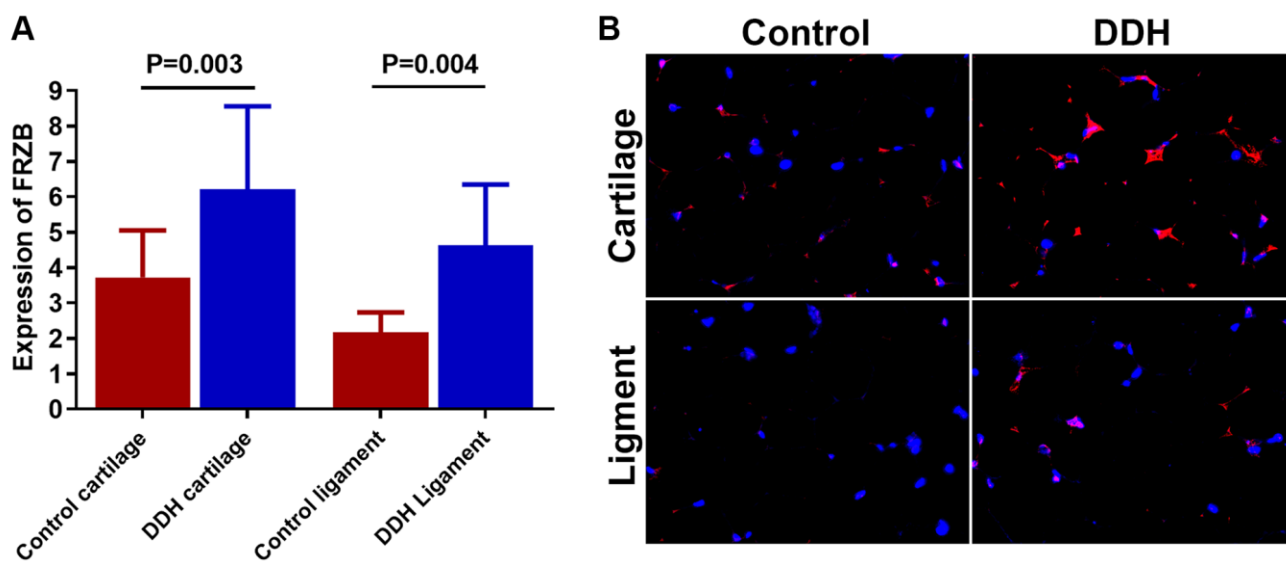 A
P=0.003
P=0.004
Expression of FRZB
9
8
7
6
5
4
3
2
1
0
Control cartilage
DDH cartilage
Control ligament
DDH Ligament
B
Control
DDH
Cartilage
Ligment